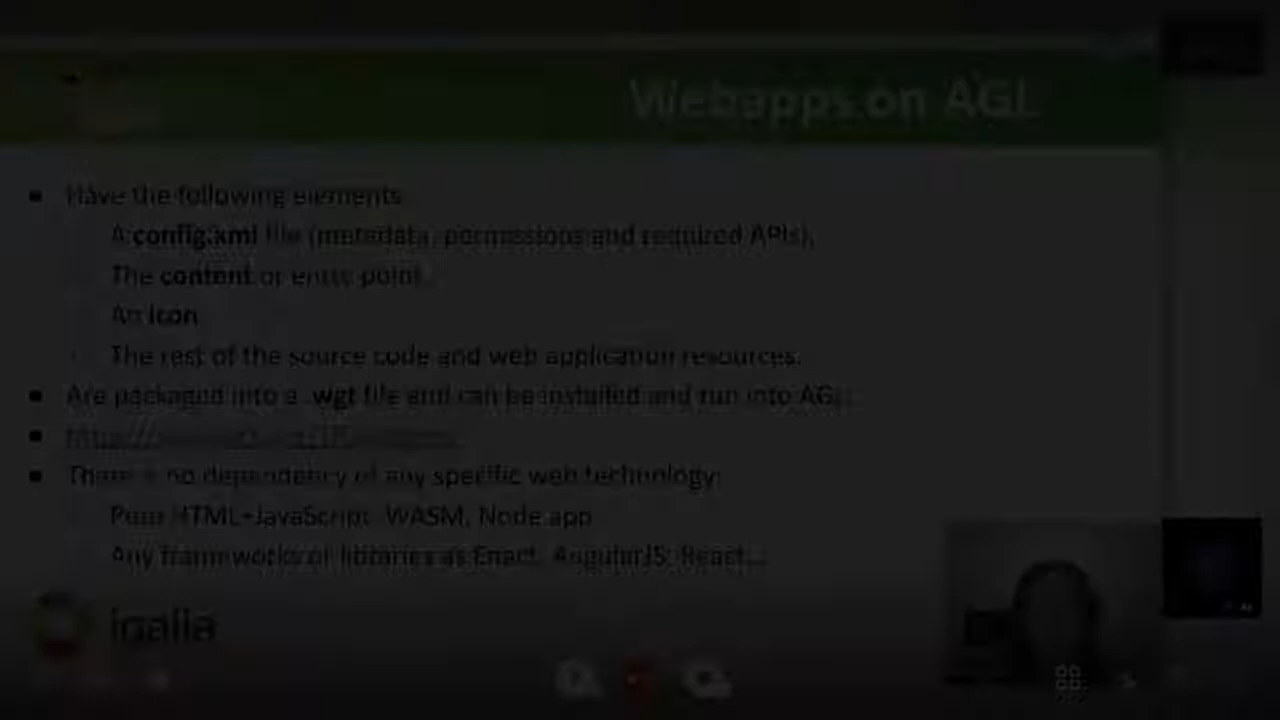 Webapps on AGL
Have the following elements
A config.xml file (metadata, permissions and required APIs).
The content or entry point.
An icon
The rest of the source code and web application resources.
Are packaged into a .wgt file and can be installed and run into AGL.
There is no dependency of any specific web technology:
Pure HTML+JavaScript, WASM, Node app
Any frameworks or libraries as Enact, AngularJS, React...
igalia